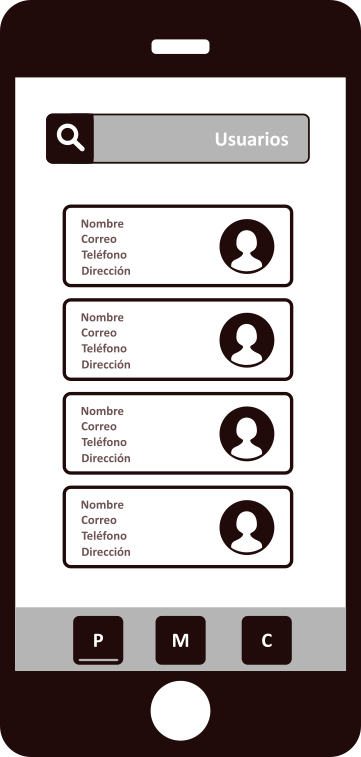 Usuarios
Nombre
Correo
Teléfono
Dirección
Nombre
Correo
Teléfono
Dirección
Nombre
Correo
Teléfono
Dirección
Nombre
Correo
Teléfono
Dirección
P M C